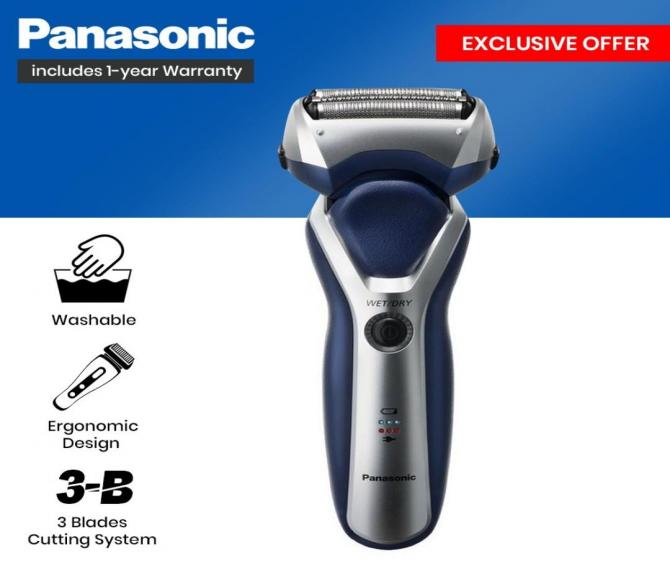 Panasonic
includes 1-year Warranty
EXCLUSIVE OFFER
Washable
Ergonomic
Design
3-B
3 Blades
Cutting System
WET/DRY
Panasonic